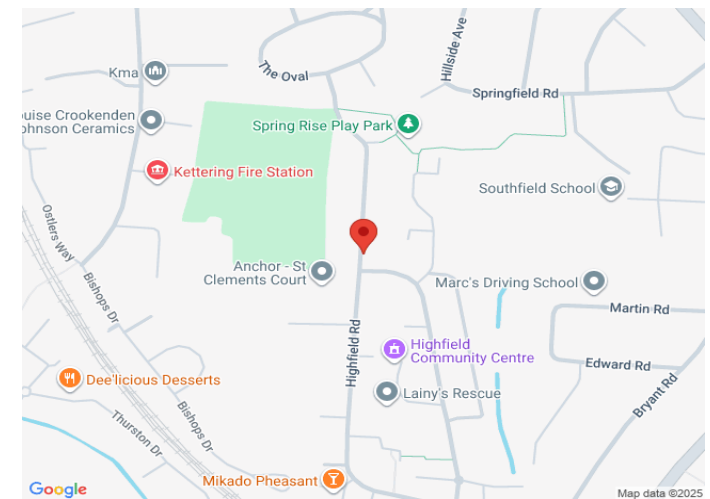 Kma
The Oval
Hillside Ave
Springfield Rd
uise Crookenden
ohnson Ceramics
Spring Rise Play Park
Kettering Fire Station
Southfield School
Ostlers Way
Anchor - St
Clements Court
Marc's Driving School
Bishops Dr
Martin Rd
Highfield Rd
Highfield
Community Centre
Edward Rd
Dee'licious Desserts
Lainy's Rescue
Bryant Rd
Thurston Dr
Bishops Dr
Mikado Pheasant
Google
Map data ©2025